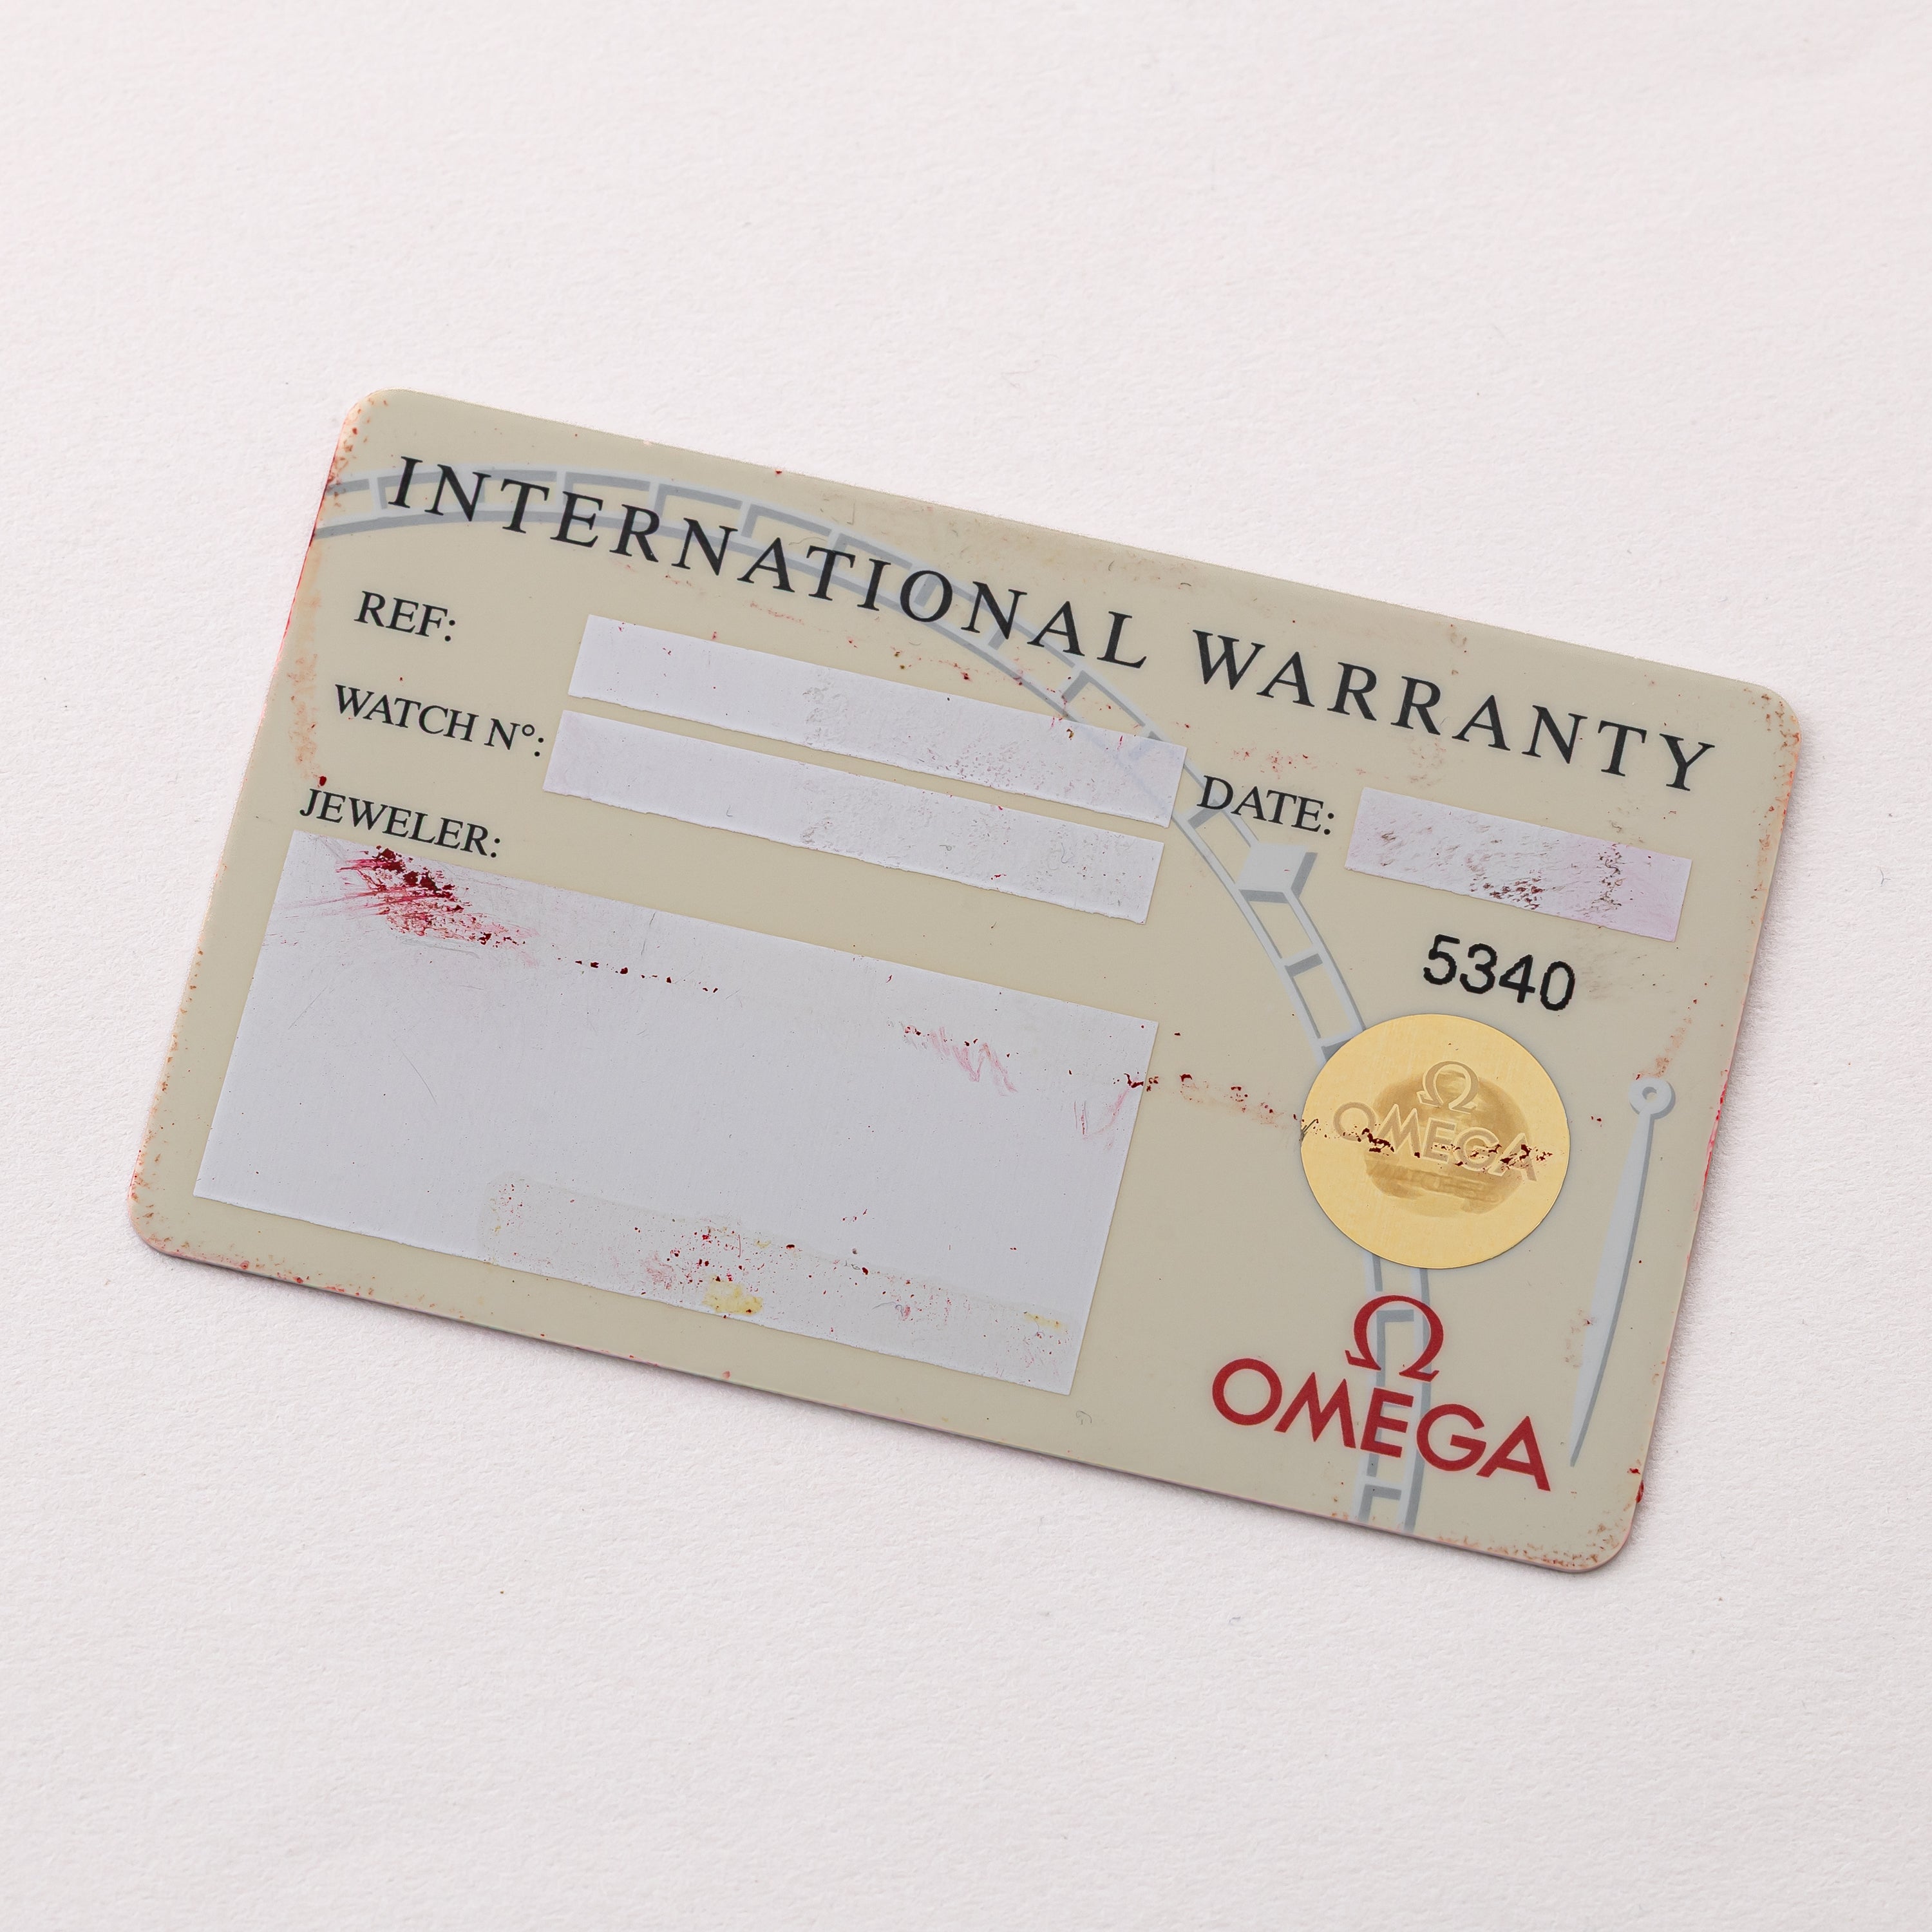 INTERNATIONAL WARRANTY
REF:
WATCH N°:
DATE:
JEWELER:
5340
Ω
OMEGA
Ω
OMEGA